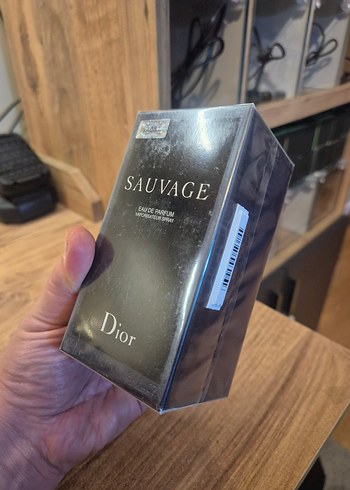 SAUVAGE
EAU DE PARFUM
VAPORISATEUR SPRAY
Dior